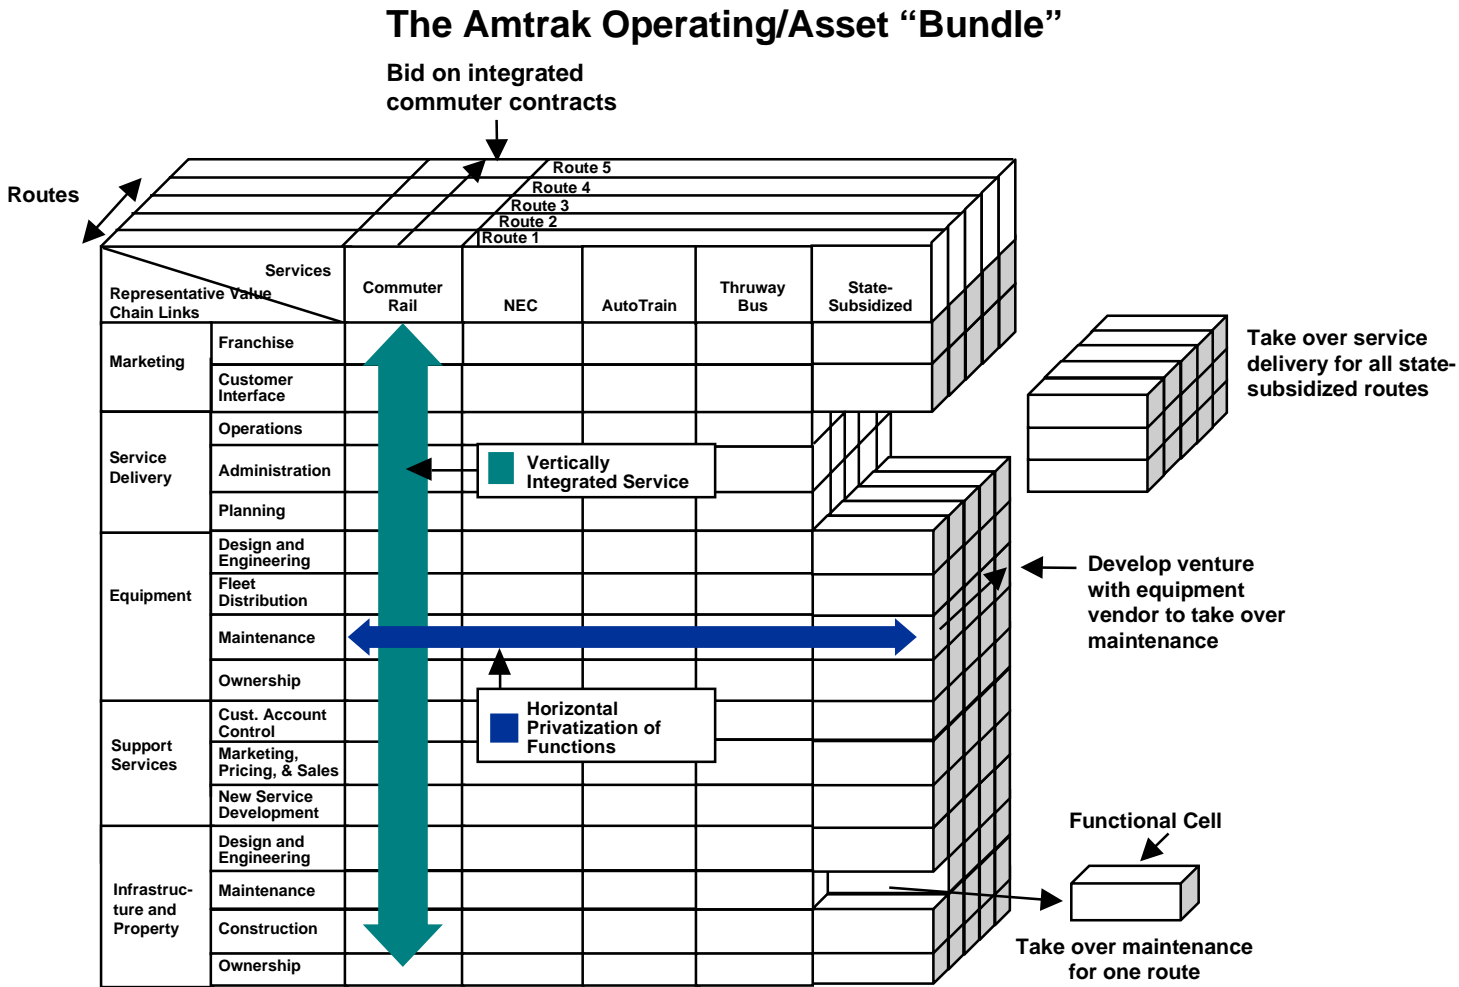 The Amtrak Operating/Asset “Bundle”
Bid on integrated
commuter contracts
Routes
Route 5
Route 4
Route 3
Route 2
Route 1
Services
Representative Value
Chain Links
Commuter
Rail
NEC
AutoTrain
Thruway
Bus
State-
Subsidized
Marketing
Franchise
Customer
Interface
Service
Delivery
Operations
Administration
Planning
Vertically
Integrated Service
Equipment
Design and
Engineering
Fleet
Distribution
Maintenance
Ownership
Horizontal
Privatization of
Functions
Support
Services
Cust. Account
Control
Marketing,
Pricing, & Sales
New Service
Development
Infrastruc-
ture and
Property
Design and
Engineering
Maintenance
Construction
Ownership
Take over service
delivery for all state-
subsidized routes
Develop venture
with equipment
vendor to take over
maintenance
Functional Cell
Take over maintenance
for one route